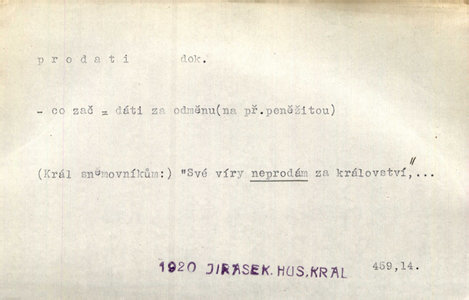 prodati dok.
- co zač = dáti za odměnu(na př.peněžitou)
(Král sněmovníkům:) "Své víry neprodám za království,"...
1920 JIRASEK. HUS. KRAL 459,14.